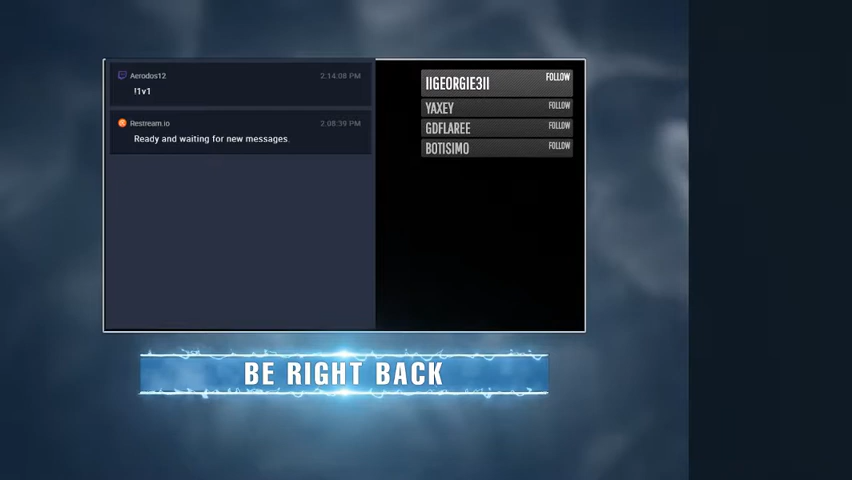 Aerodos12 2:14:08 PM
!1v1
Restream.io 2:08:39 PM
Ready and waiting for new messages.
IIGEORGIE3II FOLLOW
YAXEY FOLLOW
GDFLAREE FOLLOW
BOTISIMO FOLLOW
BE RIGHT BACK